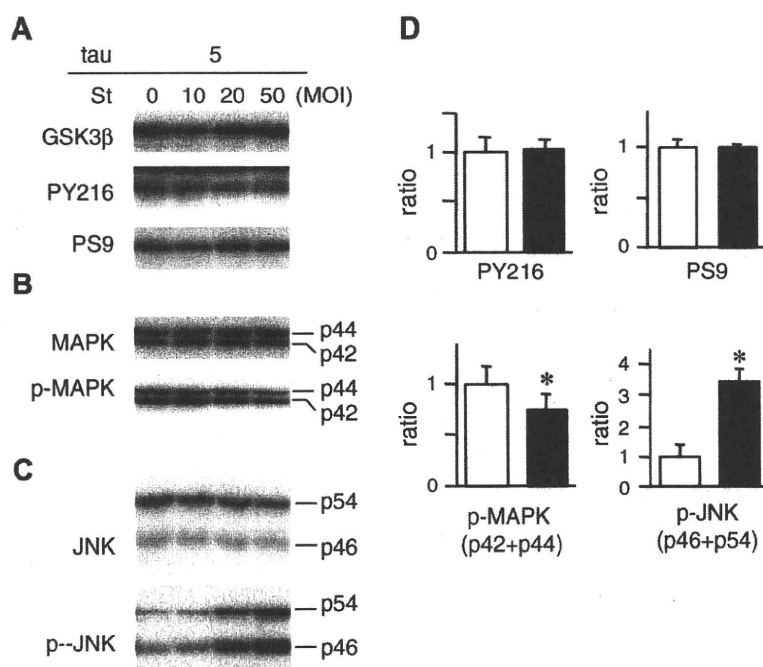 A
tau 5
St 0 10 20 50 (MOI)
GSK3β
PY216
PS9
B
MAPK p44
p42
p-MAPK p44
p42
C
p54
JNK p46
p54
p--JNK p46
D
ratio
1
0
PY216
ratio
1
0
PS9
ratio
1
0
*
p-MAPK
(p42+p44)
ratio
4
3
2
1
0
*
p-JNK
(p46+p54)